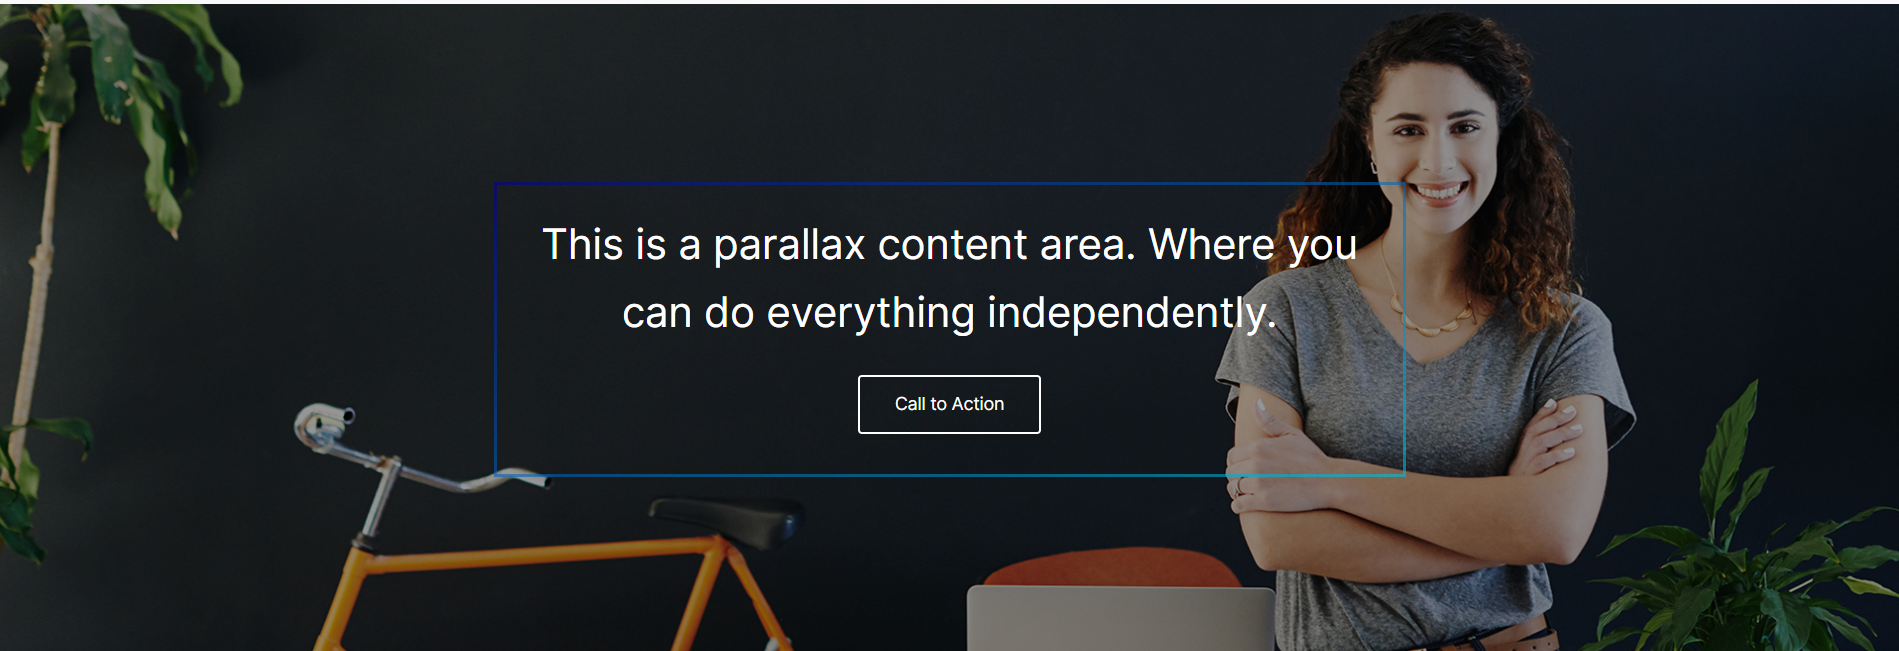 This is a parallax content area. Where you
can do everything independently.
Call to Action